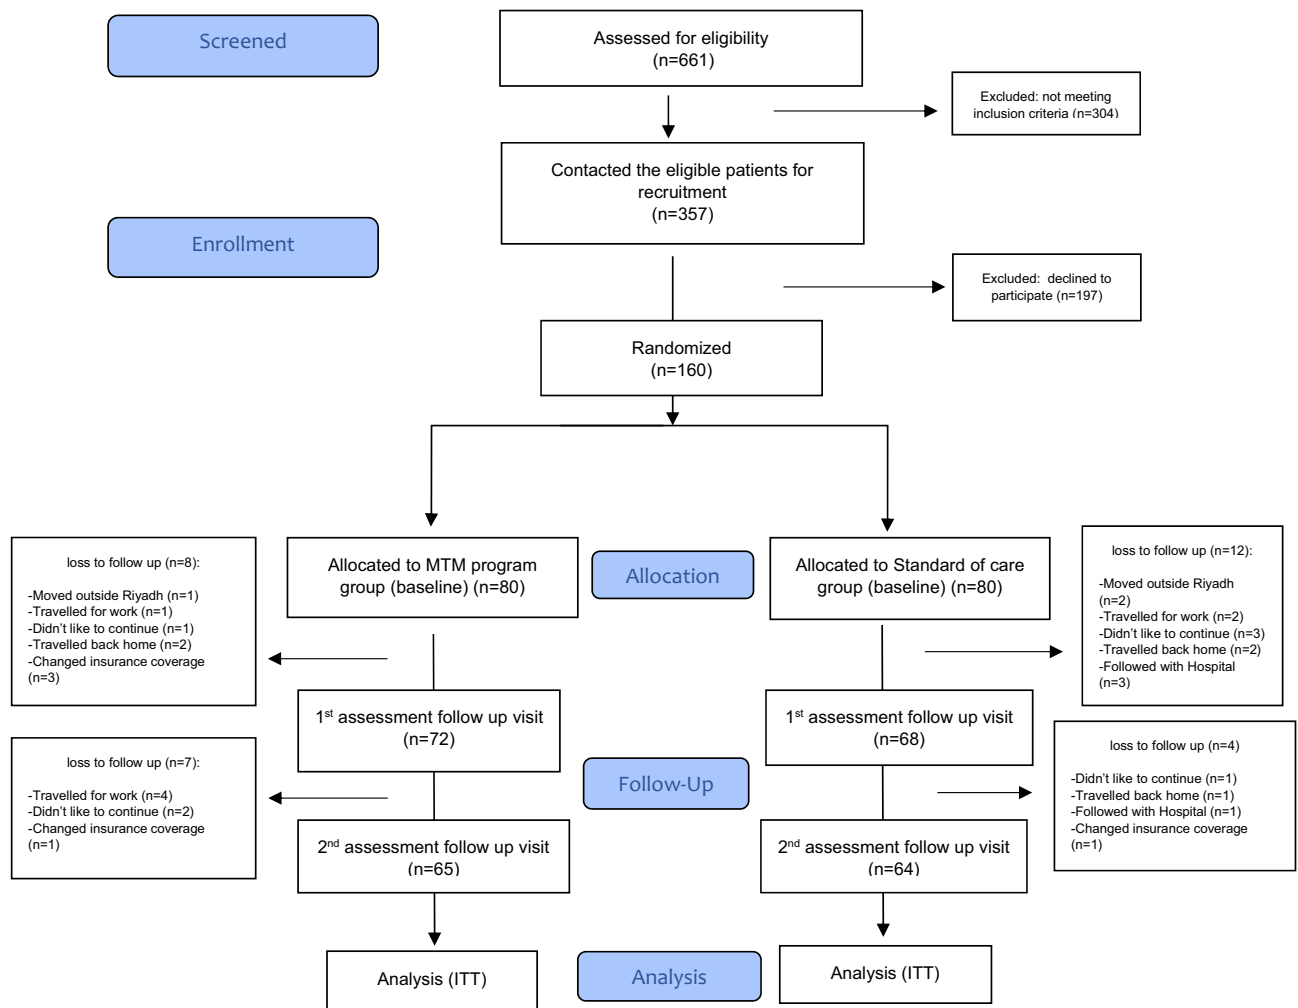 Screened
Assessed for eligibility
(n=661)
Excluded: not meeting
inclusion criteria (n=304)
Contacted the eligible patients for
recruitment
(n=357)
Enrollment
Excluded:  declined to
participate (n=197)
Randomized
(n=160)
loss to follow up (n=8):
-Moved outside Riyadh (n=1)
-Travelled for work (n=1)
-Didn't like to continue (n=1)
-Travelled back home (n=2)
-Changed insurance coverage
(n=3)
Allocated to MTM program
group (baseline) (n=80)
Allocation
Allocated to Standard of care
group (baseline) (n=80)
loss to follow up (n=12):
-Moved outside Riyadh
(n=2)
-Travelled for work (n=2)
-Didn't like to continue (n=3)
-Travelled back home (n=2)
-Followed with Hospital
(n=3)
1st assessment follow up visit
(n=72)
1st assessment follow up visit
(n=68)
loss to follow up (n=7):
-Travelled for work (n=4)
-Didn't like to continue (n=2)
-Changed insurance coverage
(n=1)
Follow-Up
loss to follow up (n=4)
-Didn't like to continue (n=1)
-Travelled back home (n=1)
-Followed with Hospital (n=1)
-Changed insurance coverage
(n=1)
2nd assessment follow up visit
(n=65)
2nd assessment follow up visit
(n=64)
Analysis (ITT)
Analysis
Analysis (ITT)